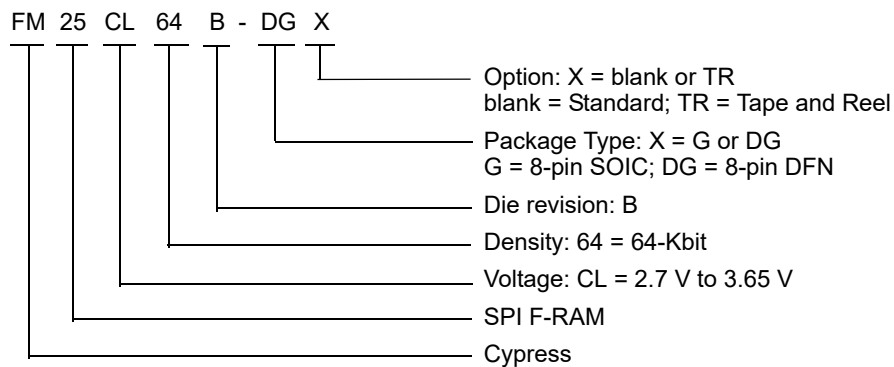 FM 25 CL 64 B - DG X
Option: X = blank or TR
blank = Standard; TR = Tape and Reel
Package Type: X = G or DG
G = 8-pin SOIC; DG = 8-pin DFN
Die revision: B
Density: 64 = 64-Kbit
Voltage: CL = 2.7 V to 3.65 V
SPI F-RAM
Cypress